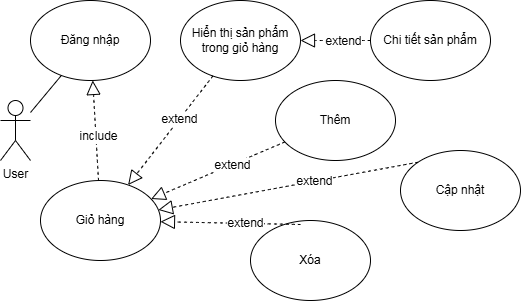 Đăng nhập
Hiển thị sản phẩm
trong giỏ hàng
extend
Chi tiết sản phẩm
extend
include
Thêm
User
extend
extend
Cập nhật
Giỏ hàng
extend
Xóa